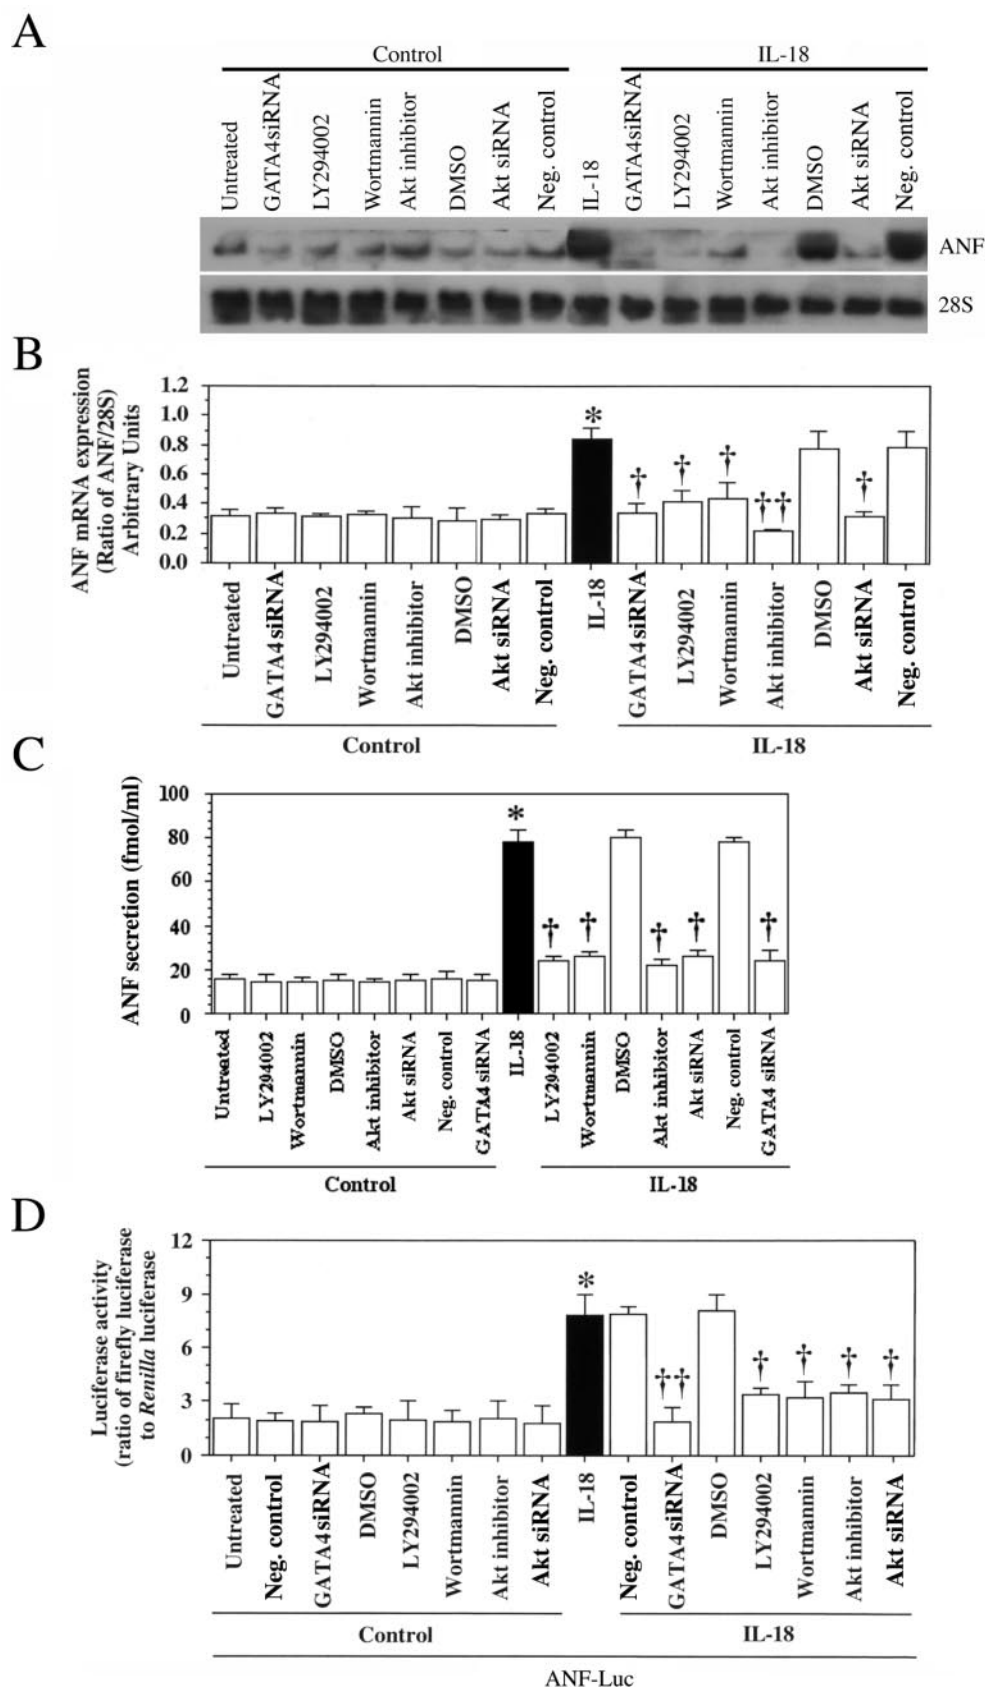 A
Control
IL-18
Untreated
GATA4siRNA
LY294002
Wortmannin
Akt inhibitor
DMSO
Akt siRNA
Neg. control
IL-18
GATA4siRNA
LY294002
Wortmannin
Akt inhibitor
DMSO
Akt siRNA
Neg. control
ANF
28S
B
ANF mRNA expression
(Ratio of ANF/28S)
Arbitrary Units
1.2
1.0
0.8
0.6
0.4
0.2
0.0
*
†
†
†
††
†
Untreated
GATA4 siRNA
LY294002
Wortmannin
Akt inhibitor
DMSO
Akt siRNA
Neg. control
IL-18
GATA4 siRNA
LY294002
Wortmannin
Akt inhibitor
DMSO
Akt siRNA
Neg. control
Control
IL-18
C
ANF secretion (fmol/ml)
100
80
60
40
20
0
*
†
†
†
†
†
Untreated
LY294002
Wortmannin
DMSO
Akt inhibitor
Akt siRNA
Neg. control
GATA4 siRNA
IL-18
LY294002
Wortmannin
DMSO
Akt inhibitor
Akt siRNA
Neg. control
GATA4 siRNA
Control
IL-18
D
Luciferase activity
(ratio of firefly luciferase
to Renilla luciferase
12
9
6
3
0
*
††
†
†
†
†
Untreated
Neg. control
GATA4siRNA
DMSO
LY294002
Wortmannin
Akt inhibitor
Akt siRNA
IL-18
Neg. control
GATA4siRNA
DMSO
LY294002
Wortmannin
Akt inhibitor
Akt siRNA
Control
IL-18
ANF-Luc